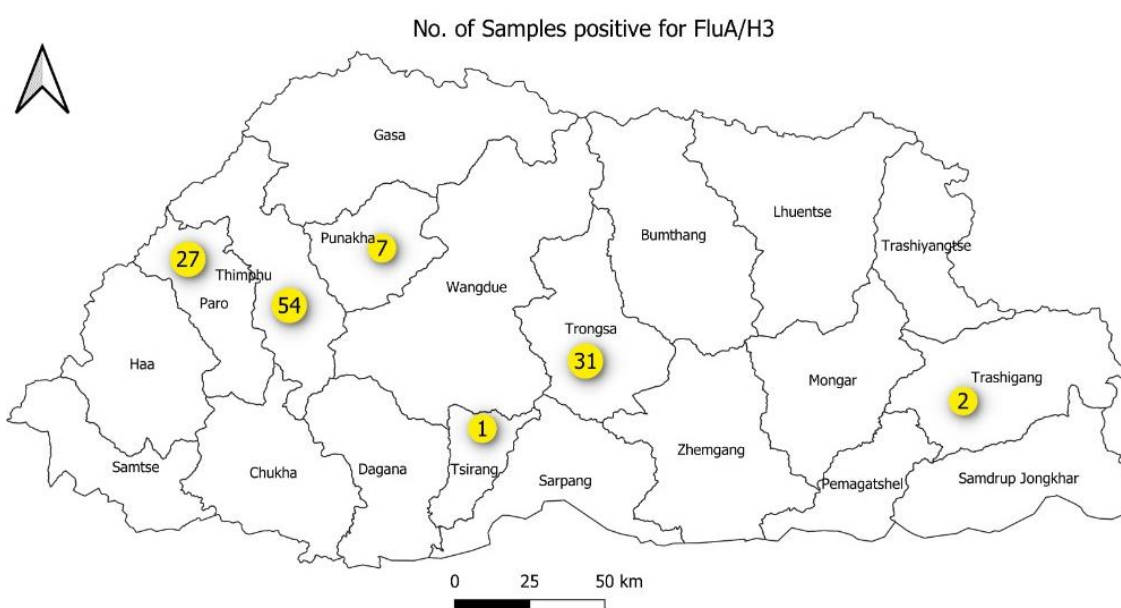 No. of Samples positive for FluA/H3
Gasa
Lhuentse
Punakha
7
Bumthang
Trashiyangtse
27
Thimphu
Paro
54
Wangdue
Trongsa
31
Haa
Mongar
Trashigang
2
1
Zhemgang
Samtse
Chukha
Dagana
Tsirang
Sarpang
Pemagatshel
Samdrup Jongkhar
0 25 50 km